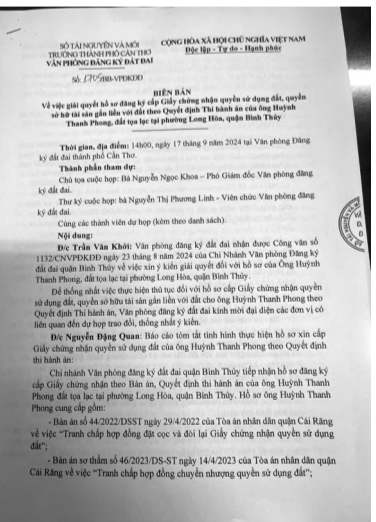 SỞ TÀI NGUYÊN VÀ MÔI
TRƯỜNG THÀNH PHỐ CẦN THƠ
VĂN PHÒNG ĐĂNG KÝ ĐẤT ĐAI
CỘNG HÒA XÃ HỘI CHỦ NGHĨA VIỆT NAM
Độc lập - Tự do - Hạnh phúc
Số: 1705/BB-VPĐKĐĐ
BIÊN BẢN
Về việc giải quyết hồ sơ đăng ký cấp Giấy chứng nhận quyền sử dụng đất, quyền
sở hữu tài sản gắn liền với đất theo Quyết định Thi hành án của ông Huỳnh
Thanh Phong, đất tọa lạc tại phường Long Hòa, quận Bình Thủy
Thời gian, địa điểm: 14h00, ngày 17 tháng 9 năm 2024 tại Văn phòng Đăng
ký đất đai thành phố Cần Thơ.
Thành phần tham dự:
Chủ tọa cuộc họp: Bà Nguyễn Ngọc Khoa – Phó Giám đốc Văn phòng đăng
ký đất đai.
Thư ký cuộc họp: bà Nguyễn Thị Phương Linh - Viên chức Văn phòng đăng
ký đất đai.
Cùng các thành viên dự họp (kèm theo danh sách).
Nội dung:
Đ/c Trần Văn Khởi: Văn phòng đăng ký đất đai nhận được Công văn số
1132/CNVPĐKĐĐ ngày 23 tháng 8 năm 2024 của Chi Nhánh Văn phòng Đăng ký
đất đai quận Bình Thủy về việc xin ý kiến giải quyết đối với hồ sơ của Ông Huỳnh
Thanh Phong, đất tọa lạc tại phường Long Hòa, quận Bình Thủy.
Để thống nhất việc thực hiện thủ tục đối với hồ sơ cấp Giấy chứng nhận quyền
sử dụng đất, quyền sở hữu tài sản gắn liền với đất cho ông Huỳnh Thanh Phong theo
Quyết định Thi hành án, Văn phòng đăng ký đất đai kính mời đại diện các đơn vị có
liên quan đến dự họp trao đổi, thống nhất ý kiến.
Đ/c Nguyễn Đặng Quan: Báo cáo tóm tắt tình hình thực hiện hồ sơ xin cấp
Giấy chứng nhận quyền sử dụng đất của ông Huỳnh Thanh Phong theo Quyết định
thi hành án:
Chi nhánh Văn phòng đăng ký đất đai quận Bình Thủy tiếp nhận hồ sơ đăng ký
cấp Giấy chứng nhận theo Bản án, Quyết định thi hành án của ông Huỳnh Thanh
Phong đất tọa lạc tại phường Long Hòa, quận Bình Thủy. Hồ sơ ông Huỳnh Thanh
Phong cung cấp gồm:
- Bản án số 44/2022/DSST ngày 29/4/2022 của Tòa án nhân dân quận Cái Răng
về việc “Tranh chấp hợp đồng đặt cọc và đòi lại Giấy chứng nhận quyền sử dụng
đất”;
- Bản án sơ thẩm số 46/2023/DS-ST ngày 14/4/2023 của Tòa án nhân dân quận
Cái Răng về việc “Tranh chấp hợp đồng chuyển nhượng quyền sử dụng đất”;